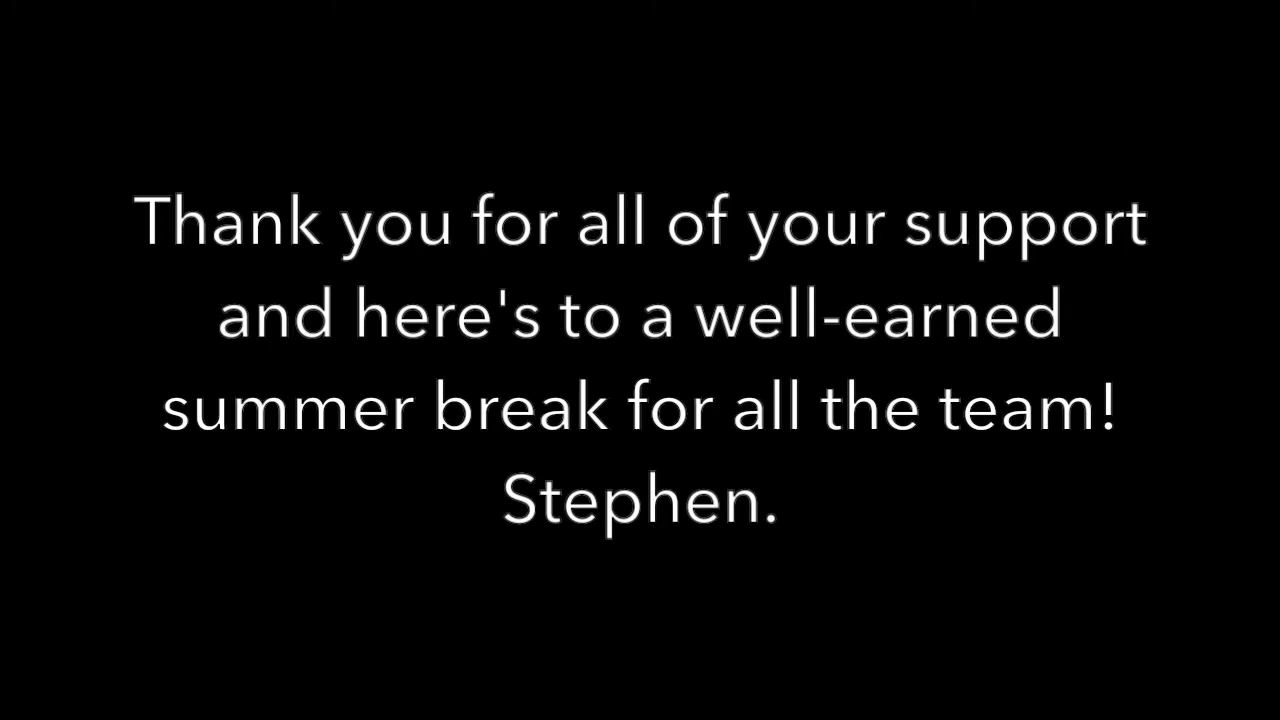 Thank you for all of your support
and here's to a well-earned
summer break for all the team!
Stephen.